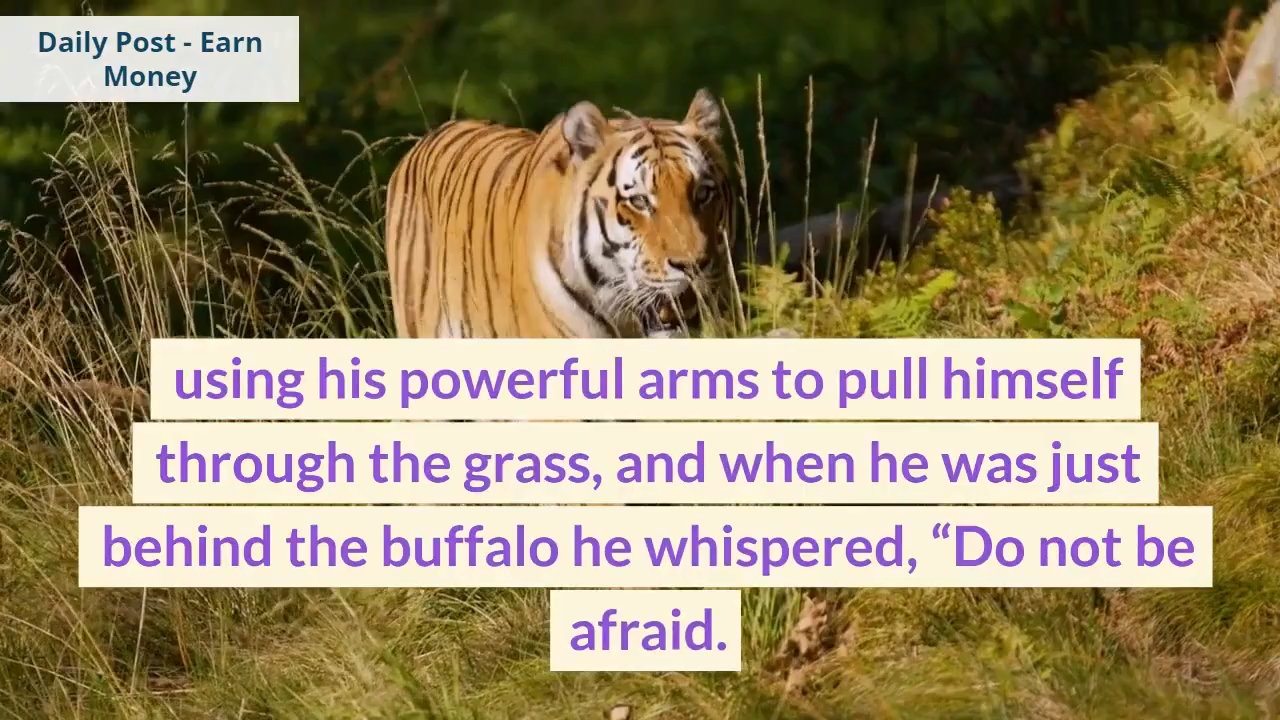 Daily Post - Earn
Money
using his powerful arms to pull himself
through the grass, and when he was just
behind the buffalo he whispered, “Do not be
afraid.